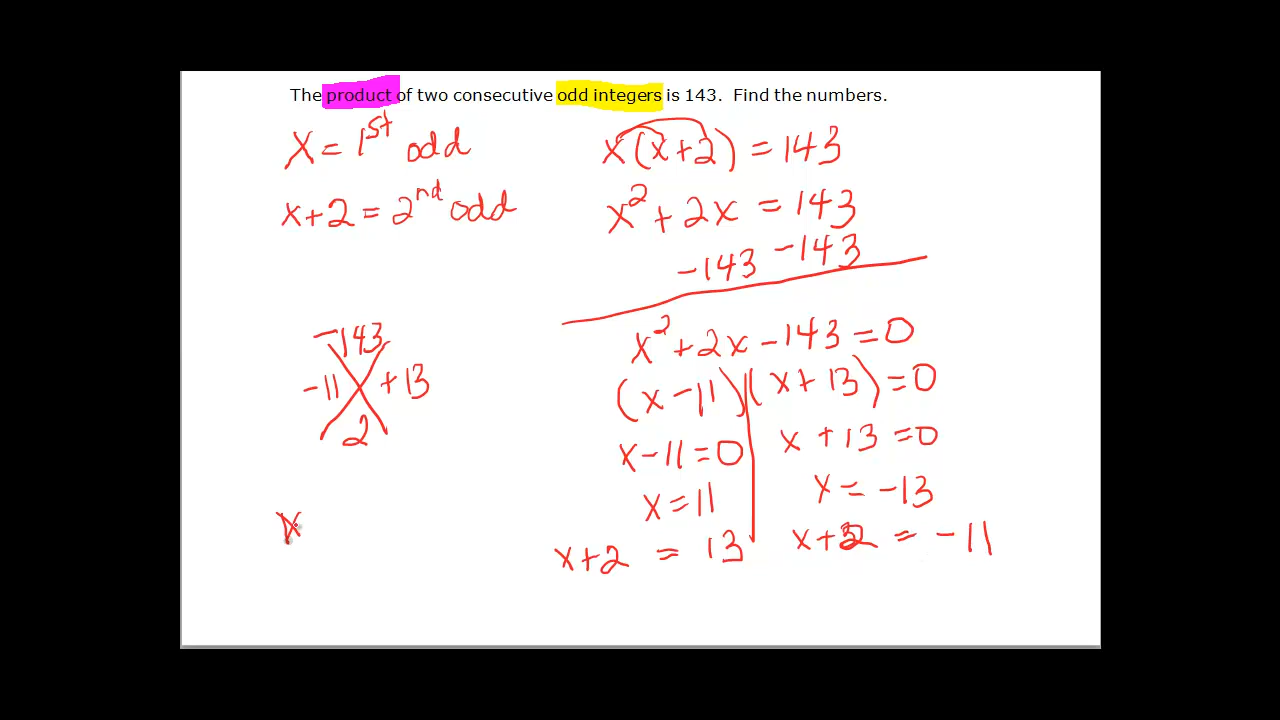 The product of two consecutive odd integers is 143. Find the numbers.
x = 1st odd
x+2 = 2nd odd
x(x+2) = 143
x² + 2x = 143
-143 -143
x² + 2x - 143 = 0
(x - 11)(x + 13) = 0
x - 11 = 0
x = 11
x+2 = 13
x + 13 = 0
x = -13
x+2 = -11
-143
-11 +13
2
x